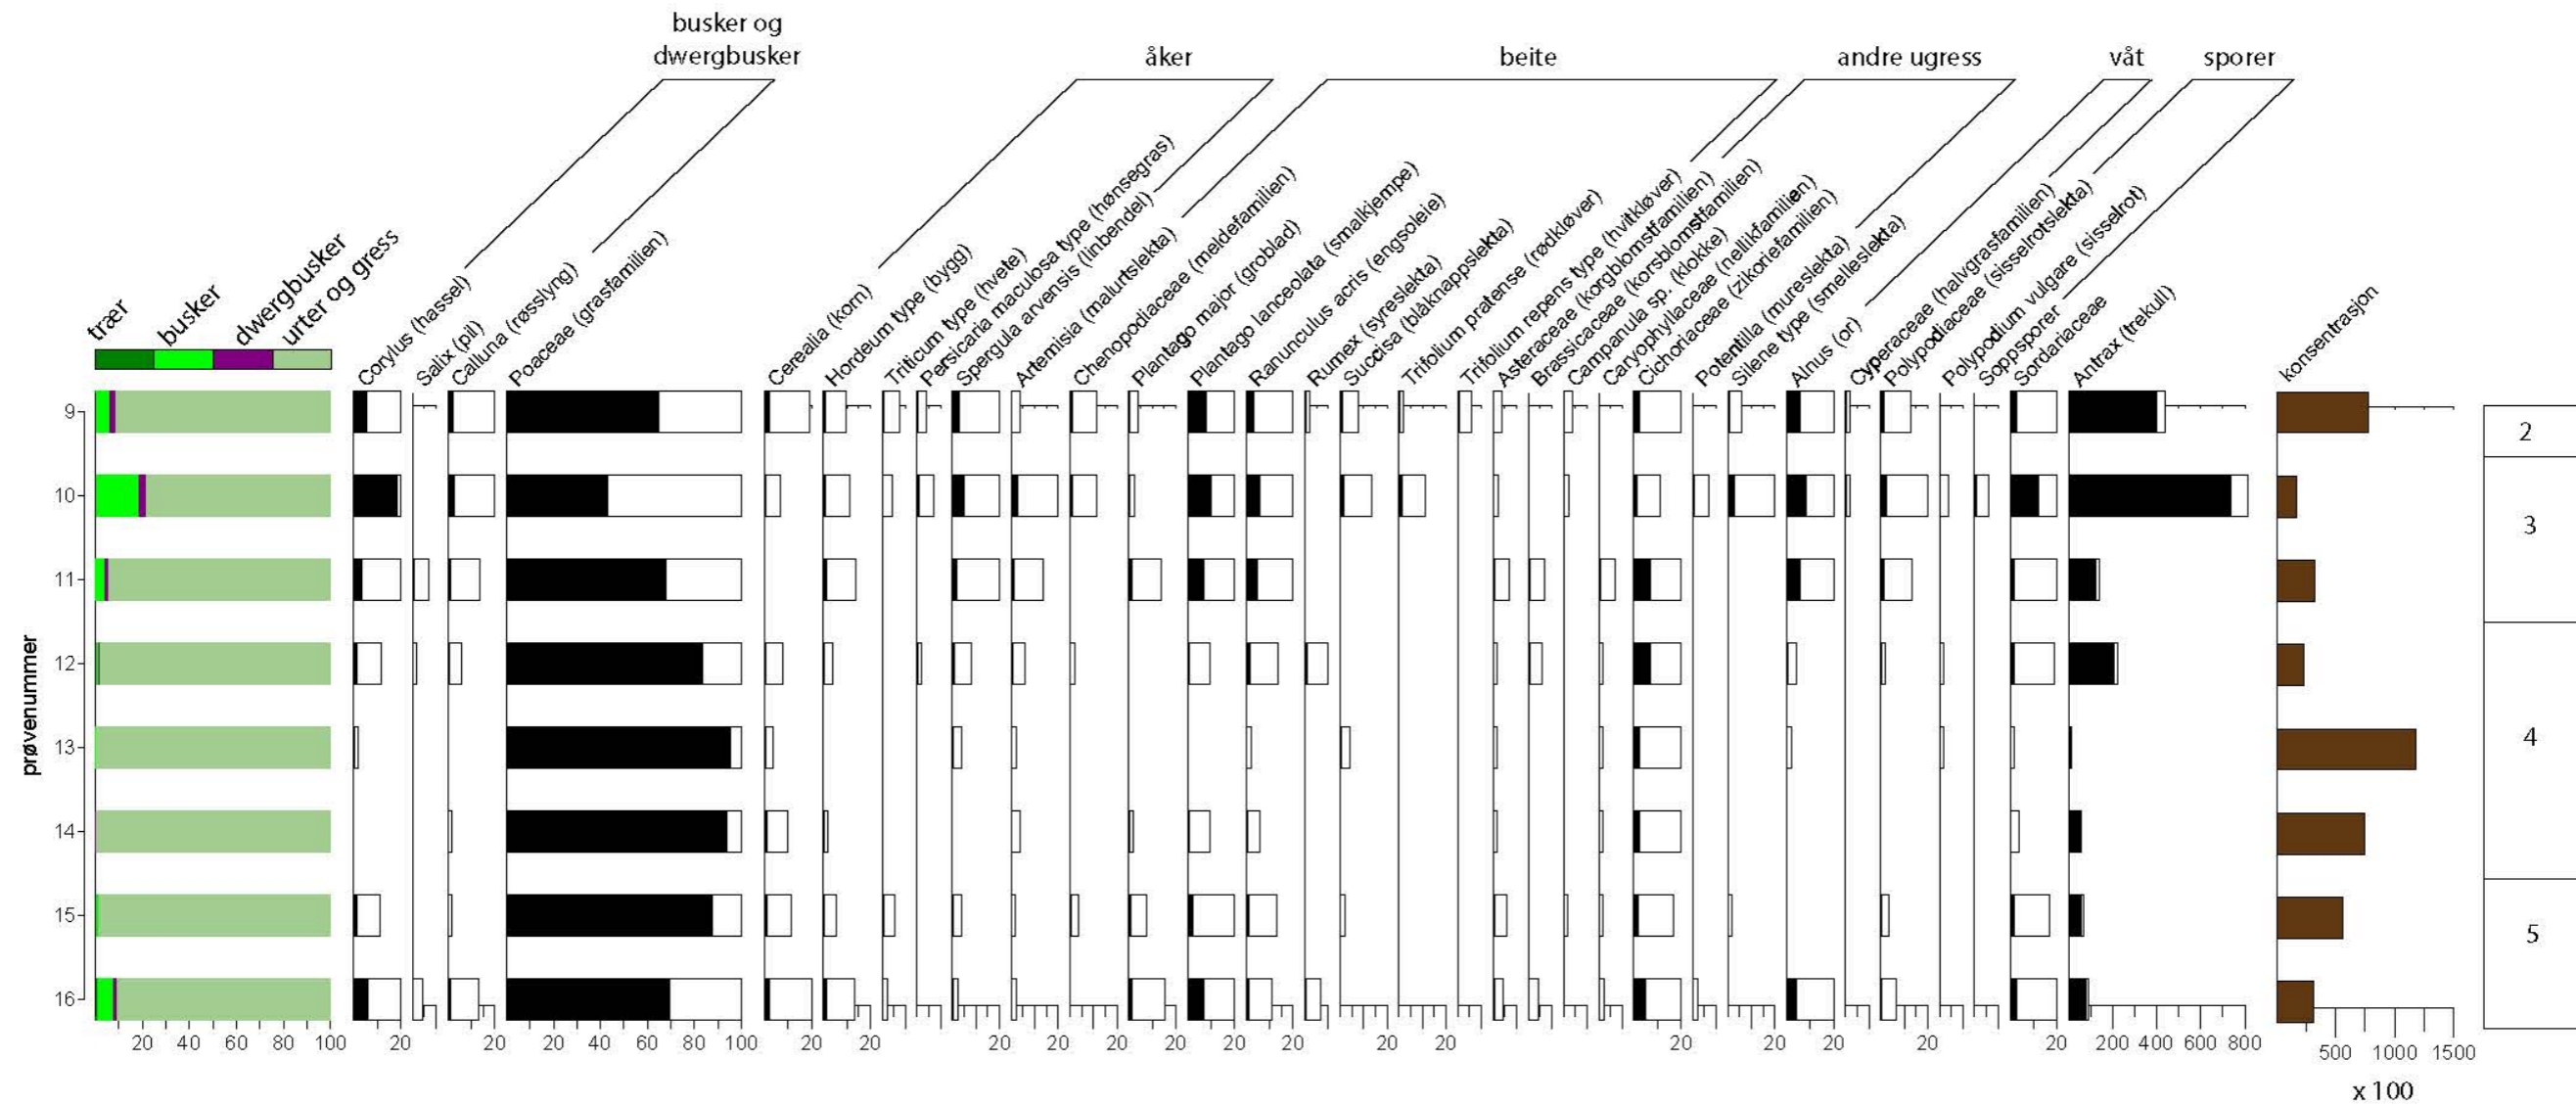 busker og
dwergbusker
åker
beite
andre ugress
våt
sporer
trær
busker
dwergbusker
urter og gress
Corylus (hassel)
Salix (pil)
Calluna (røsslyng)
Poaceae (grasfamilien)
Cerealia (korn)
Hordeum type (bygg)
Triticum type (hvete)
Persicaria maculosa type (hønsegras)
Spergula arvensis (linbendel)
Artemisia (malurtslekta)
Chenopodiaceae (meldefamilien)
Plantago major (groblad)
Plantago lanceolata (smalkjempe)
Ranunculus acris (engsoleie)
Rumex (syreslekta)
Succisa (blåknappslekta)
Trifolium pratense (rødkløver)
Trifolium repens type (hvitkløver)
Asteraceae (korgblomstfamilien)
Brassicaceae (korsblomstfamilien)
Campanula sp. (klokke)
Caryophyllaceae (nellikfamilien)
Cichoriaceae (zikoriefamilien)
Potentilla (mureslekta)
Silene type (smelleslekta)
Alnus (or)
Cyperaceae (halvgrasfamilien)
Polypodiaceae (sisselrotslekta)
Polypodium vulgare (sisselrot)
Soppsporer
Sordariaceae
Antrax (trekull)
konsentrasjon
prøvenummer
9
10
11
12
13
14
15
16
2
3
4
5
20 40 60 80 100 20 20 20 40 60 80 100 20 20 20 20 20 20 20 20 20 20 20 20 20 20 20 200 400 600 800
500 1000 1500
x 100